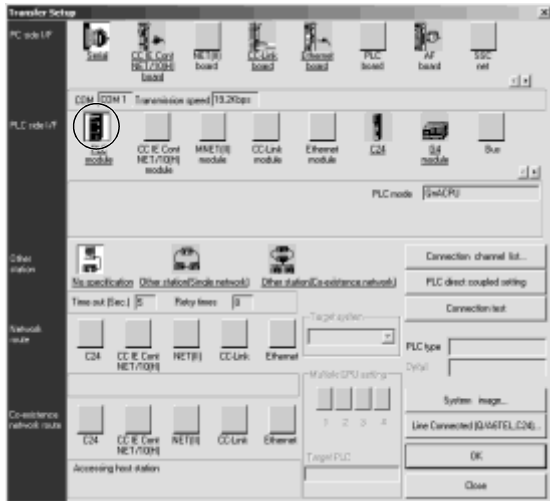 Transfer Setup
PC side I/F
Serial
CC IE Cont NET/10(H) board
NET(II) board
CC-Link board
Ethernet board
PLC board
AF board
SSC net
COM COM 1 Transmission speed 19.2Kbps
PLC side I/F
PLC module
CC IE Cont NET/10(H) module
MNET(II) module
CC-Link module
Ethernet module
C24
G4 module
Bus
PLC mode QnACPU
Other station
No specification
Other station(Single network)
Other station(Co-existence network)
Time out (Sec.) 5 Retry times 0
Target system
Connection channel list...
PLC direct coupled setting
Connection test
Network route
C24
CC IE Cont NET/10(H)
NET(II)
CC-Link
Ethernet
PLC type
Detail
Multiple CPU setting
1 2 3 4
Target PLC
System image...
Line Connected (Q/A6TEL,C24)...
Co-existence network route
C24
CC IE Cont NET/10(H)
NET(II)
CC-Link
Ethernet
Accessing host station
OK
Close